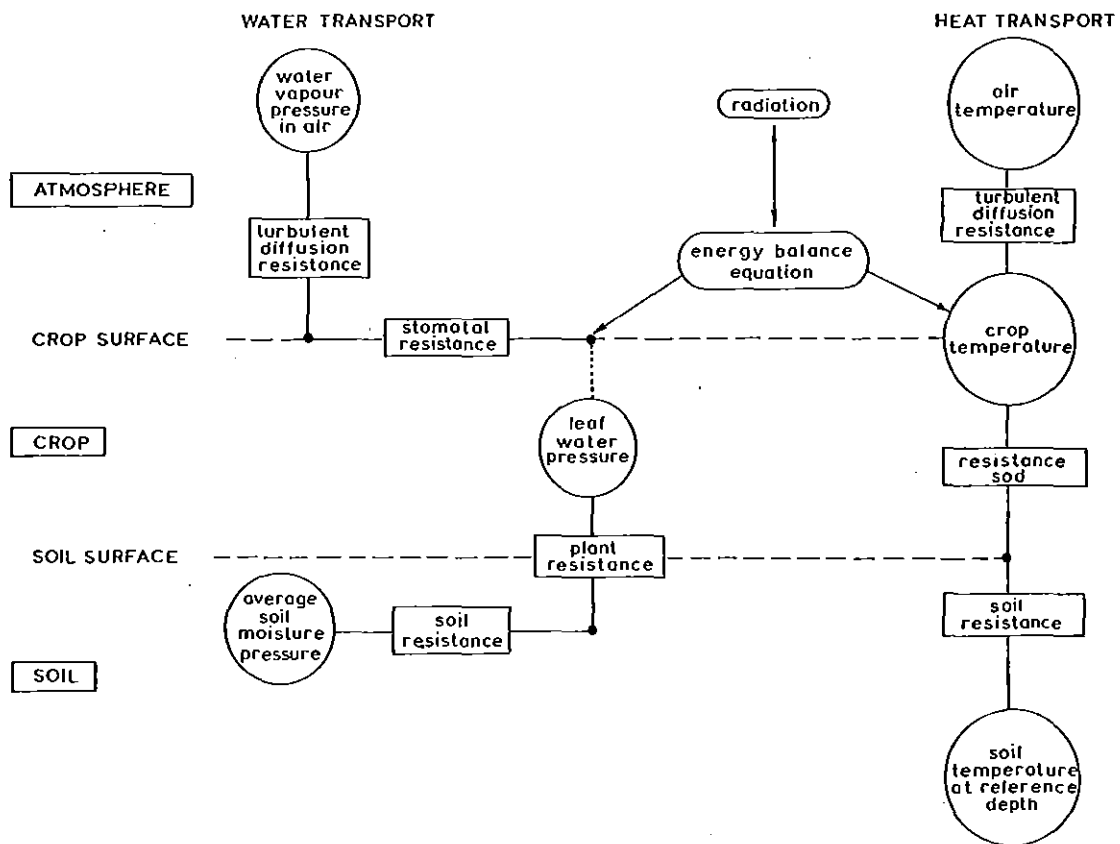 WATER TRANSPORT
HEAT TRANSPORT
water
vapour
pressure
in air
radiation
air
temperature
ATMOSPHERE
turbulent
diffusion
resistance
turbulent
diffusion
resistance
energy balance
equation
CROP SURFACE
stomatal
resistance
crop
temperature
CROP
leaf
water
pressure
resistance
sod
SOIL SURFACE
plant
resistance
average
soil
moisture
pressure
soil
resistance
soil
resistance
SOIL
soil
temperature
at reference
depth